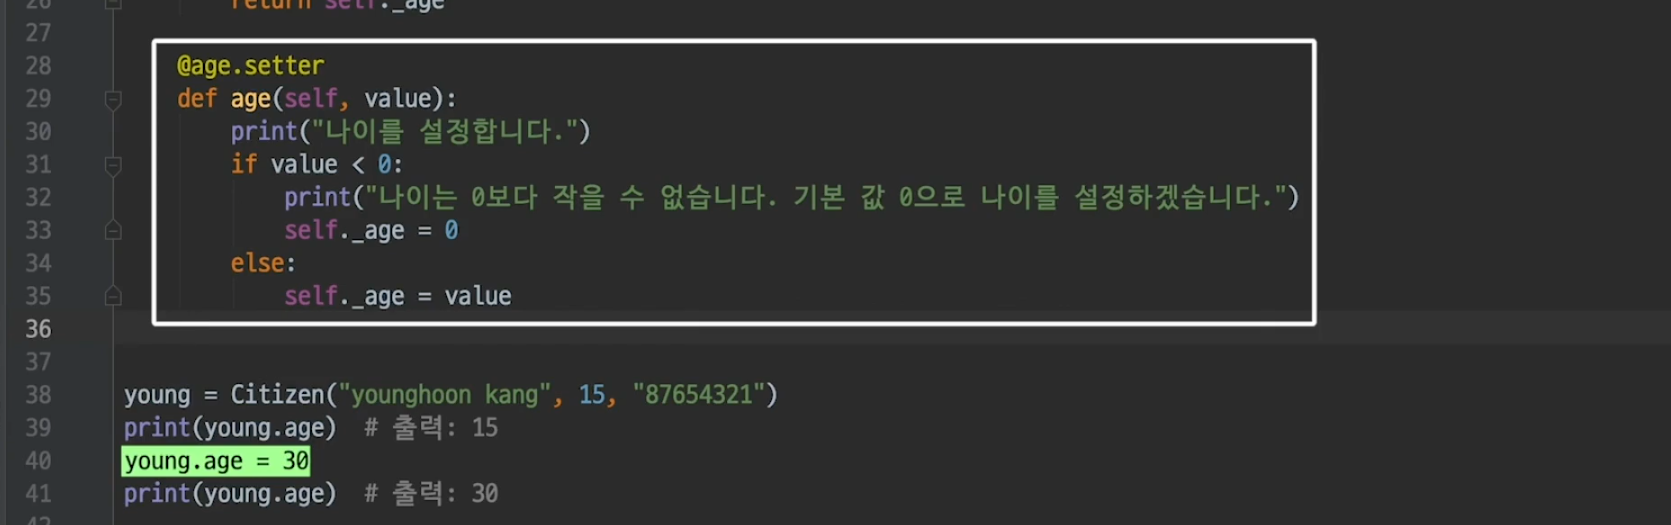 26 return self._age
27
28 @age.setter
29 def age(self, value):
30 print("나이를 설정합니다.")
31 if value < 0:
32 print("나이는 0보다 작을 수 없습니다. 기본 값 0으로 나이를 설정하겠습니다.")
33 self._age = 0
34 else:
35 self._age = value
36
37
38 young = Citizen("younghoon kang", 15, "87654321")
39 print(young.age) # 출력: 15
40 young.age = 30
41 print(young.age) # 출력: 30
42